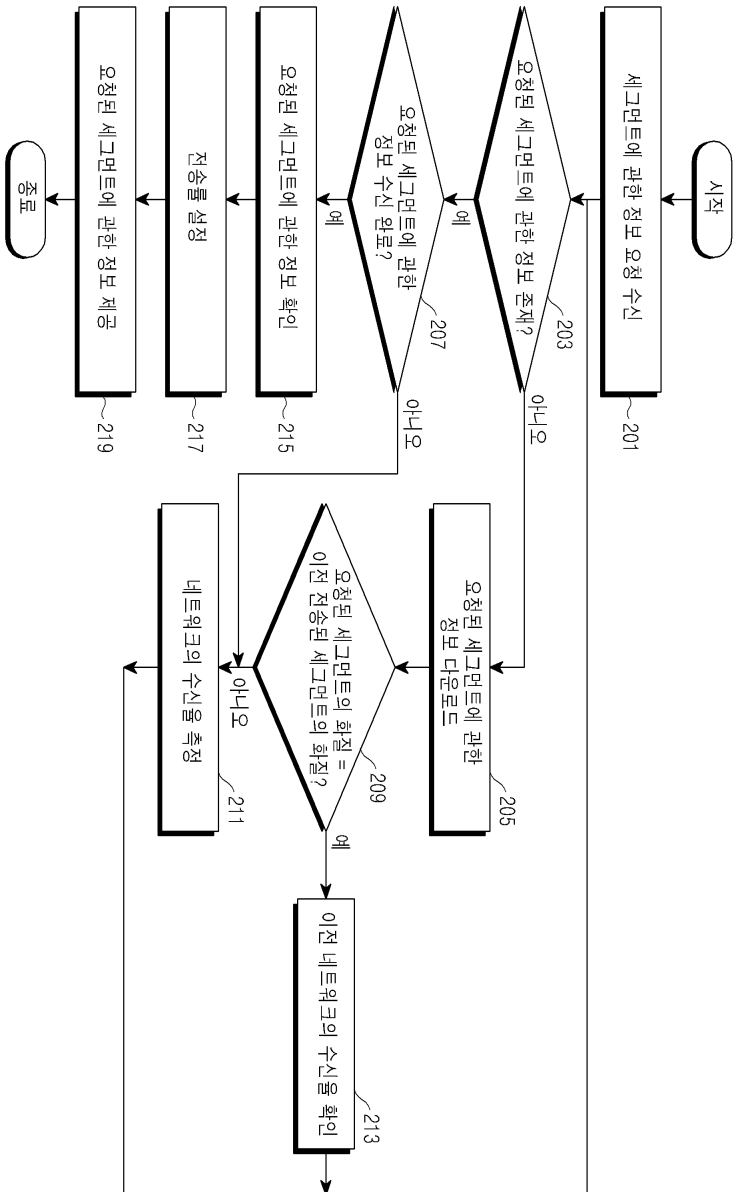 시작
세그먼트에 관한 정보 요청 수신
201
요청된 세그먼트에 관한 정보 존재?
203
아니오
예
요청된 세그먼트에 관한
정보 다운로드
205
요청된 세그먼트에 관한
정보 수신 완료?
207
아니오
예
요청된 세그먼트의 화질 =
이전 전송된 세그먼트의 화질?
209
예
아니오
이전 네트워크의 수신율 확인
213
네트워크의 수신율 측정
211
요청된 세그먼트에 관한 정보 확인
215
전송률 설정
217
요청된 세그먼트에 관한 정보 제공
219
종료